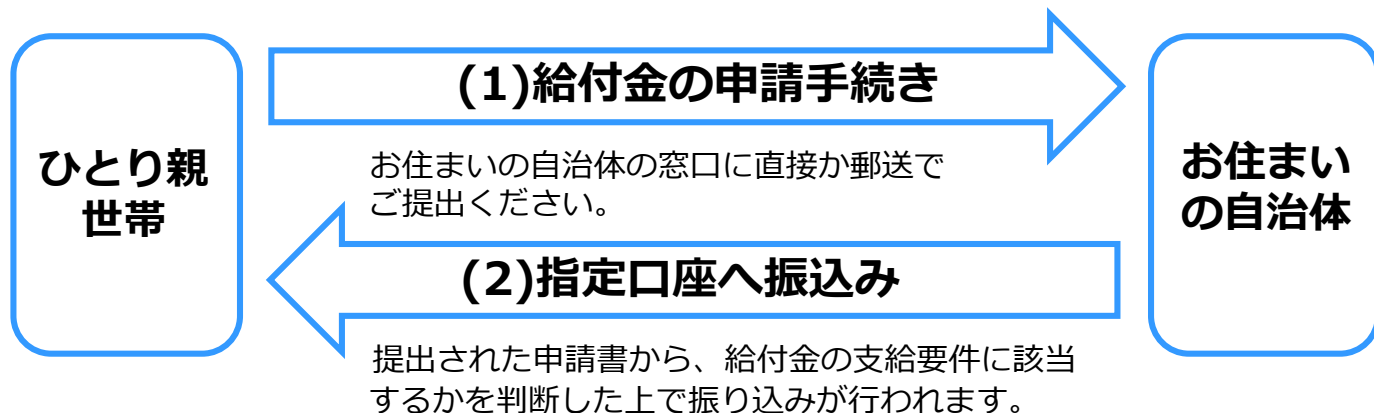 ひとり親
世帯
(1)給付金の申請手続き
お住まいの自治体の窓口に直接か郵送で
ご提出ください。
(2)指定口座へ振込み
提出された申請書から、給付金の支給要件に該当
するかを判断した上で振り込みが行われます。
お住まい
の自治体